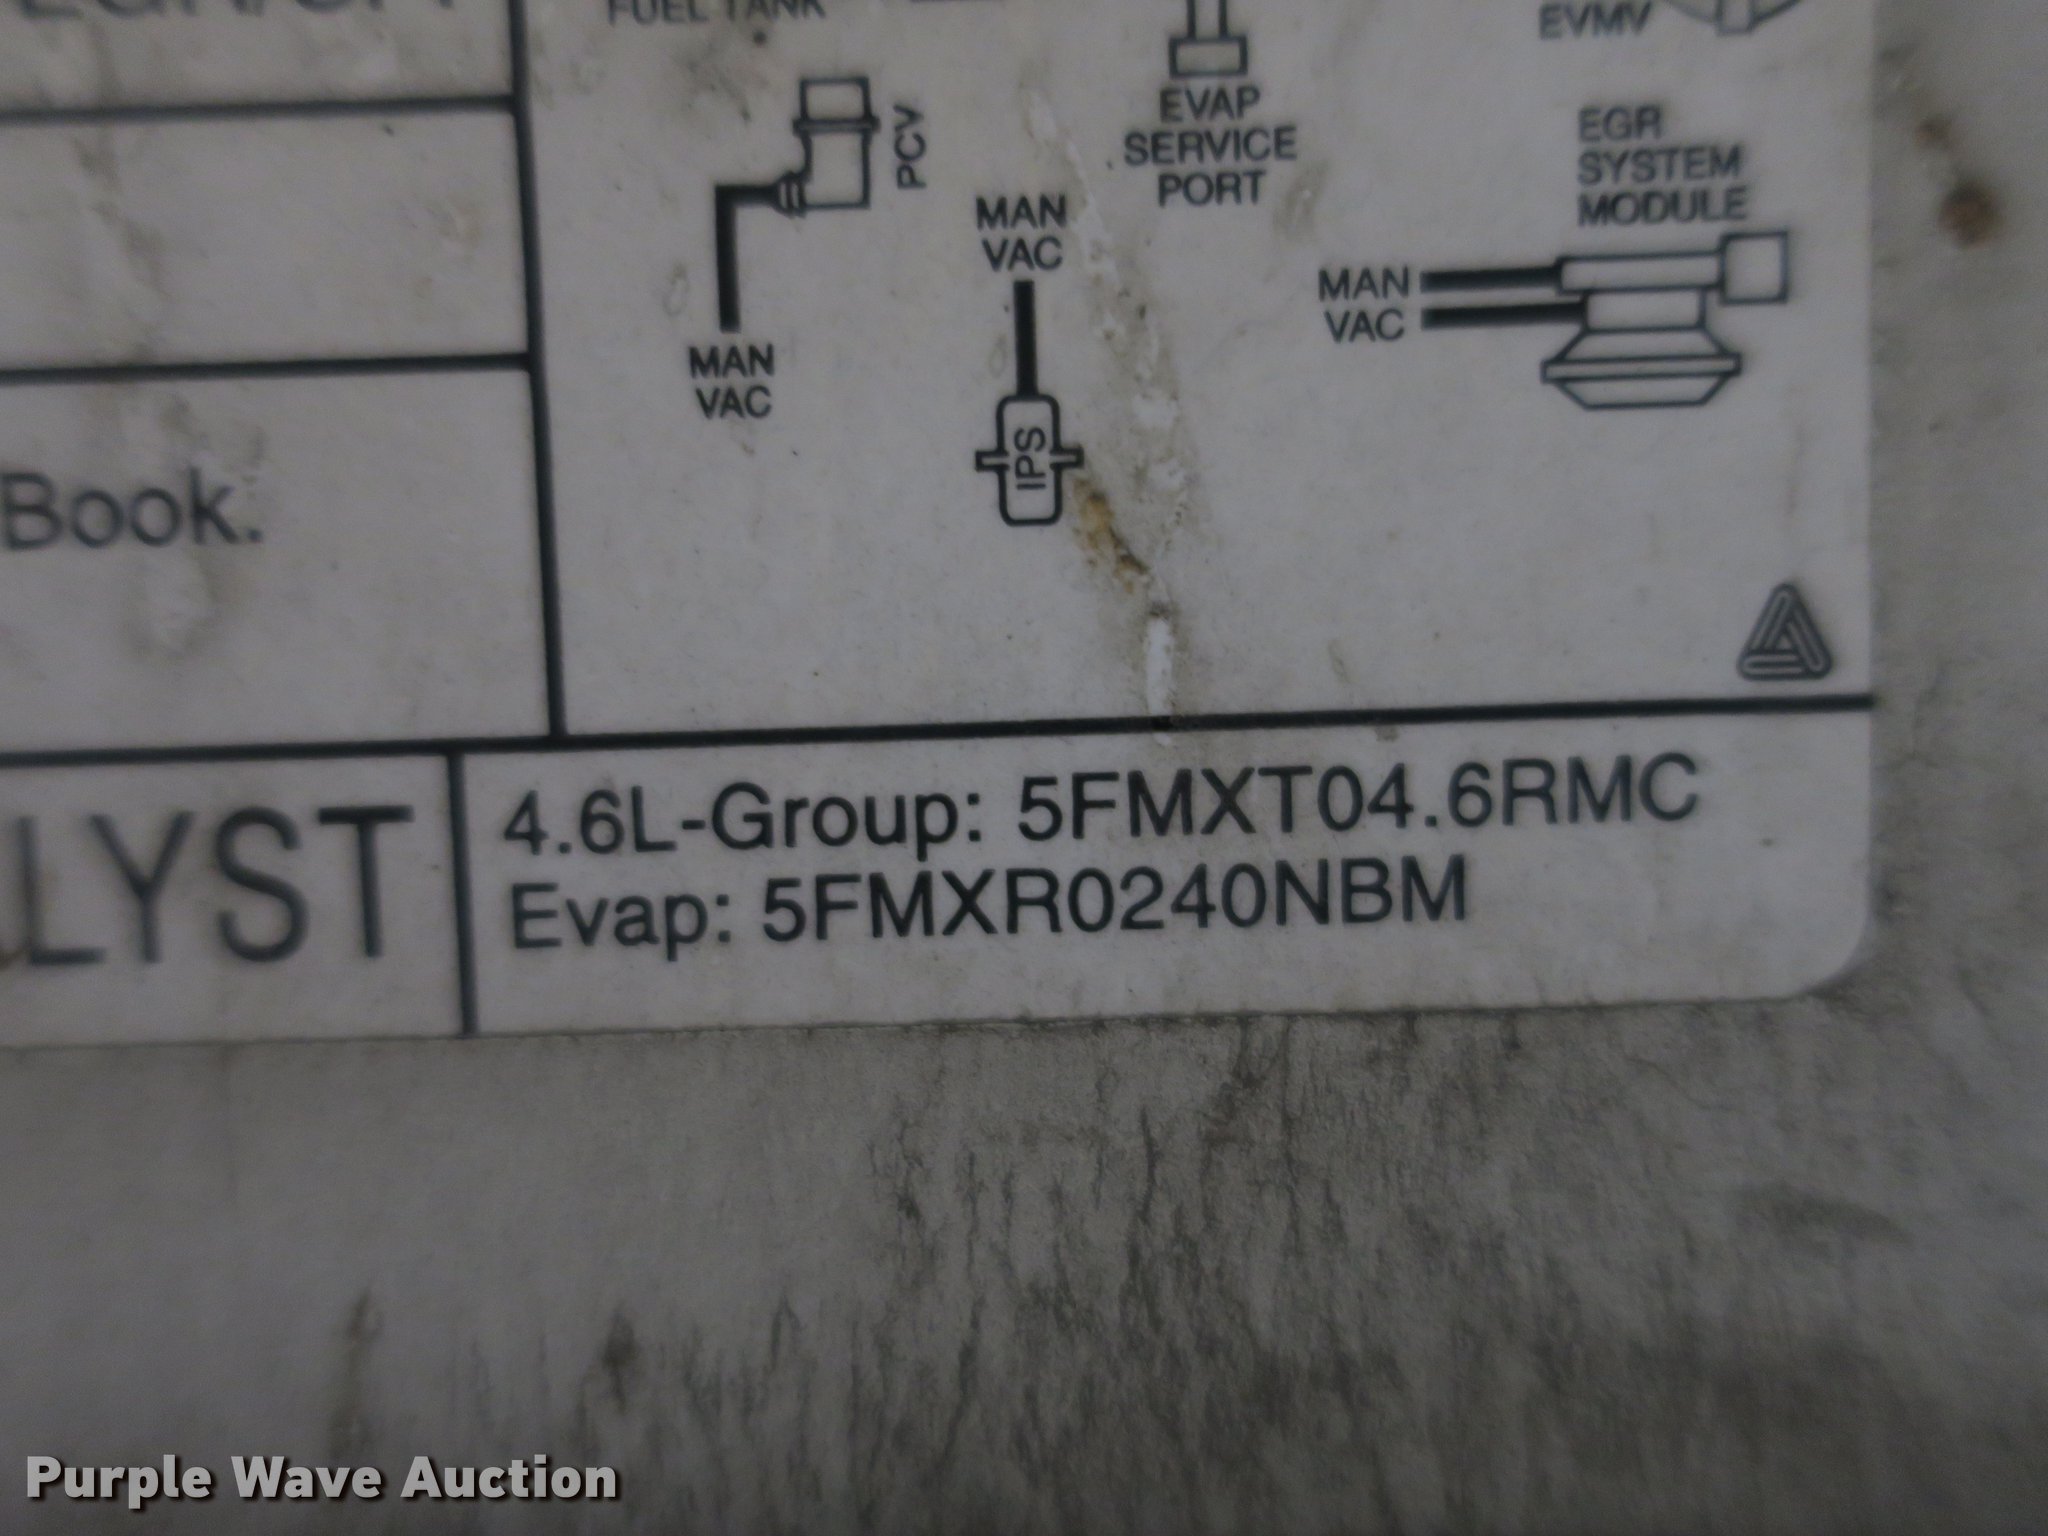 FUEL TANK
EVMV
PCV
EVAP
SERVICE
PORT
EGR
SYSTEM
MODULE
MAN
VAC
MAN
VAC
MAN
VAC
IPS
Book.
LYST
4.6L-Group: 5FMXT04.6RMC
Evap: 5FMXR0240NBM
Purple Wave Auction